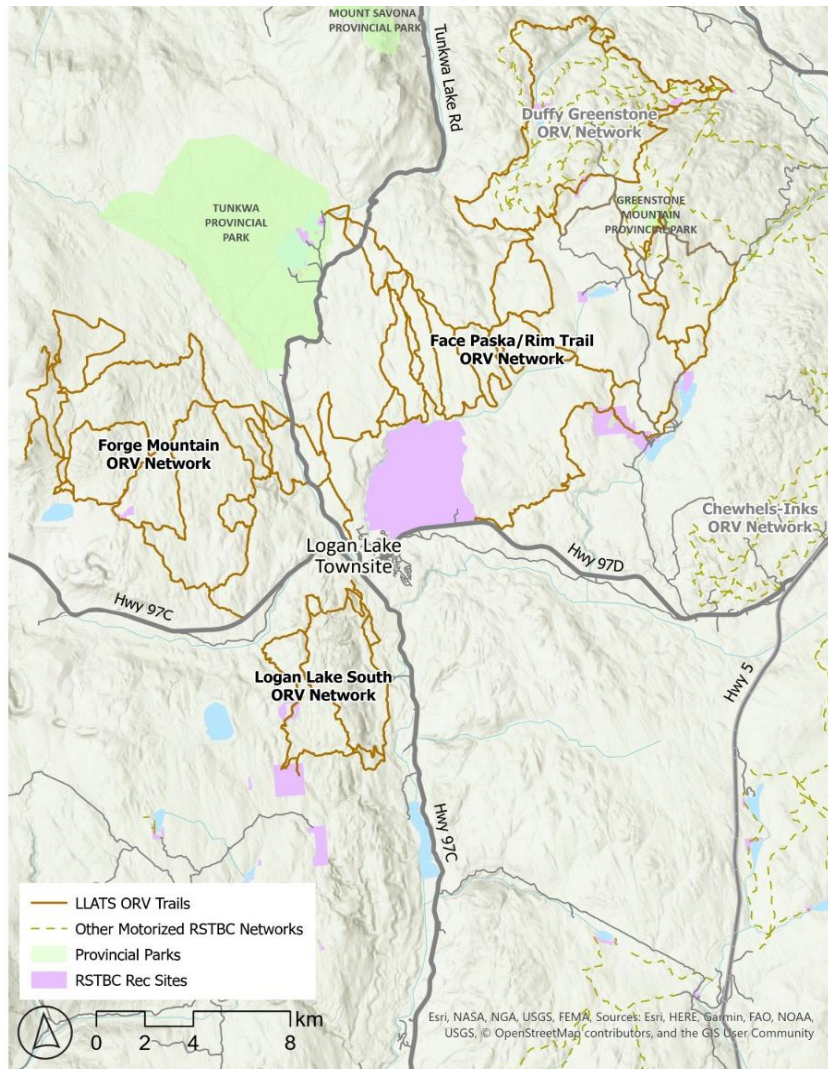 MOUNT SAVONA
PROVINCIAL PARK
Tunkwa Lake Rd
Duffy Greenstone
ORV Network
TUNKWA
PROVINCIAL
PARK
GREENSTONE
MOUNTAIN
PROVINCIAL PARK
Face Paska/Rim Trail
ORV Network
Forge Mountain
ORV Network
Chewhels-Inks
ORV Network
Logan Lake
Townsite
Hwy 97D
Hwy 97C
Logan Lake South
ORV Network
Hwy 5
Hwy 97C
LLATS ORV Trails
Other Motorized RSTBC Networks
Provincial Parks
RSTBC Rec Sites
km
0 2 4 8
Esri, NASA, NGA, USGS, FEMA, Sources: Esri, HERE, Garmin, FAO, NOAA,
USGS, © OpenStreetMap contributors, and the GIS User Community